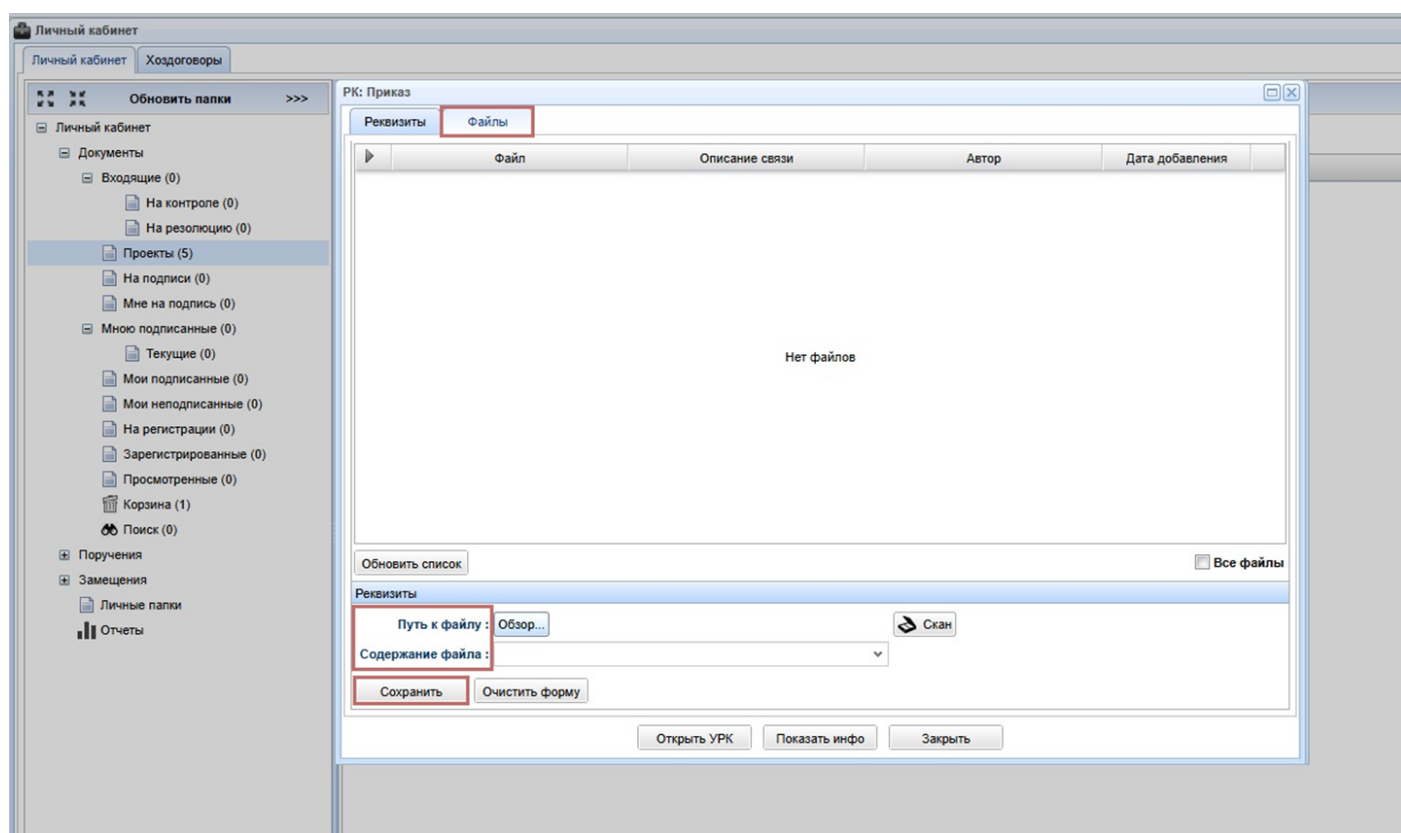 Личный кабинет
Личный кабинет Хоздоговоры
Обновить папки >>>
Личный кабинет
Документы
Входящие (0)
На контроле (0)
На резолюцию (0)
Проекты (5)
На подписи (0)
Мне на подпись (0)
Мною подписанные (0)
Текущие (0)
Мои подписанные (0)
Мои неподписанные (0)
На регистрации (0)
Зарегистрированные (0)
Просмотренные (0)
Корзина (1)
Поиск (0)
Поручения
Замещения
Личные папки
Отчеты
РК: Приказ
Реквизиты Файлы
Файл Описание связи Автор Дата добавления
Нет файлов
Обновить список Все файлы
Реквизиты
Путь к файлу : Обзор... Скан
Содержание файла :
Сохранить Очистить форму
Открыть УРК Показать инфо Закрыть